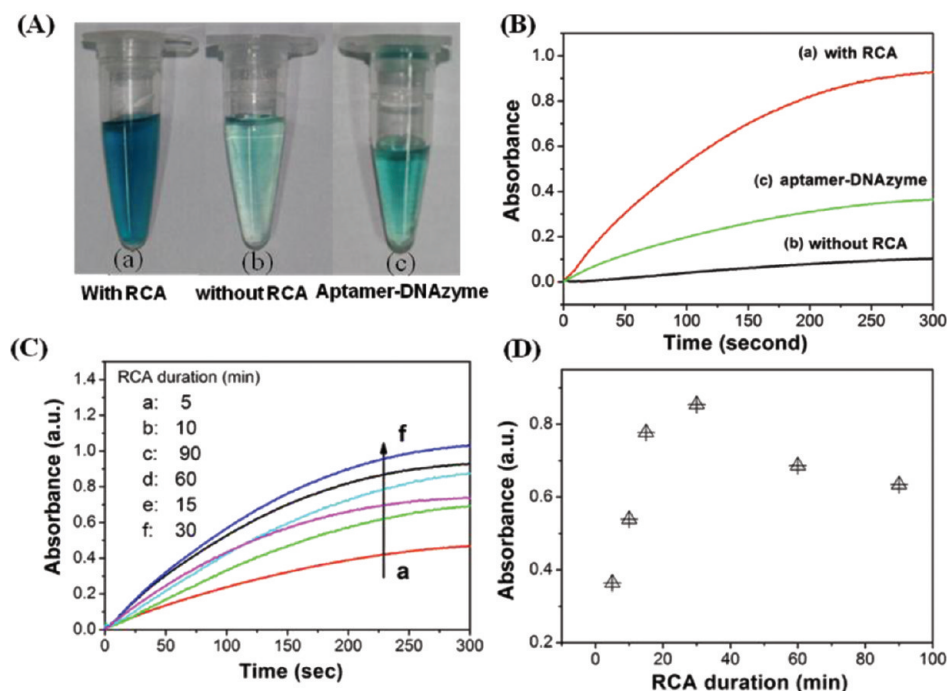 (A)
(a)
(b)
(c)
With RCA
without RCA
Aptamer-DNAzyme
(B)
Absorbance
1.0
0.8
0.6
0.4
0.2
0.0
(a) with RCA
(c) aptamer-DNAzyme
(b) without RCA
0
50
100
150
200
250
300
Time (second)
(C)
Absorbance (a.u.)
1.4
1.2
1.0
0.8
0.6
0.4
0.2
0.0
RCA duration (min)
a: 5
b: 10
c: 90
d: 60
e: 15
f: 30
f
a
0
50
100
150
200
250
300
Time (sec)
(D)
Absorbance (a.u.)
0.8
0.6
0.4
0.2
0
20
40
60
80
100
RCA duration (min)